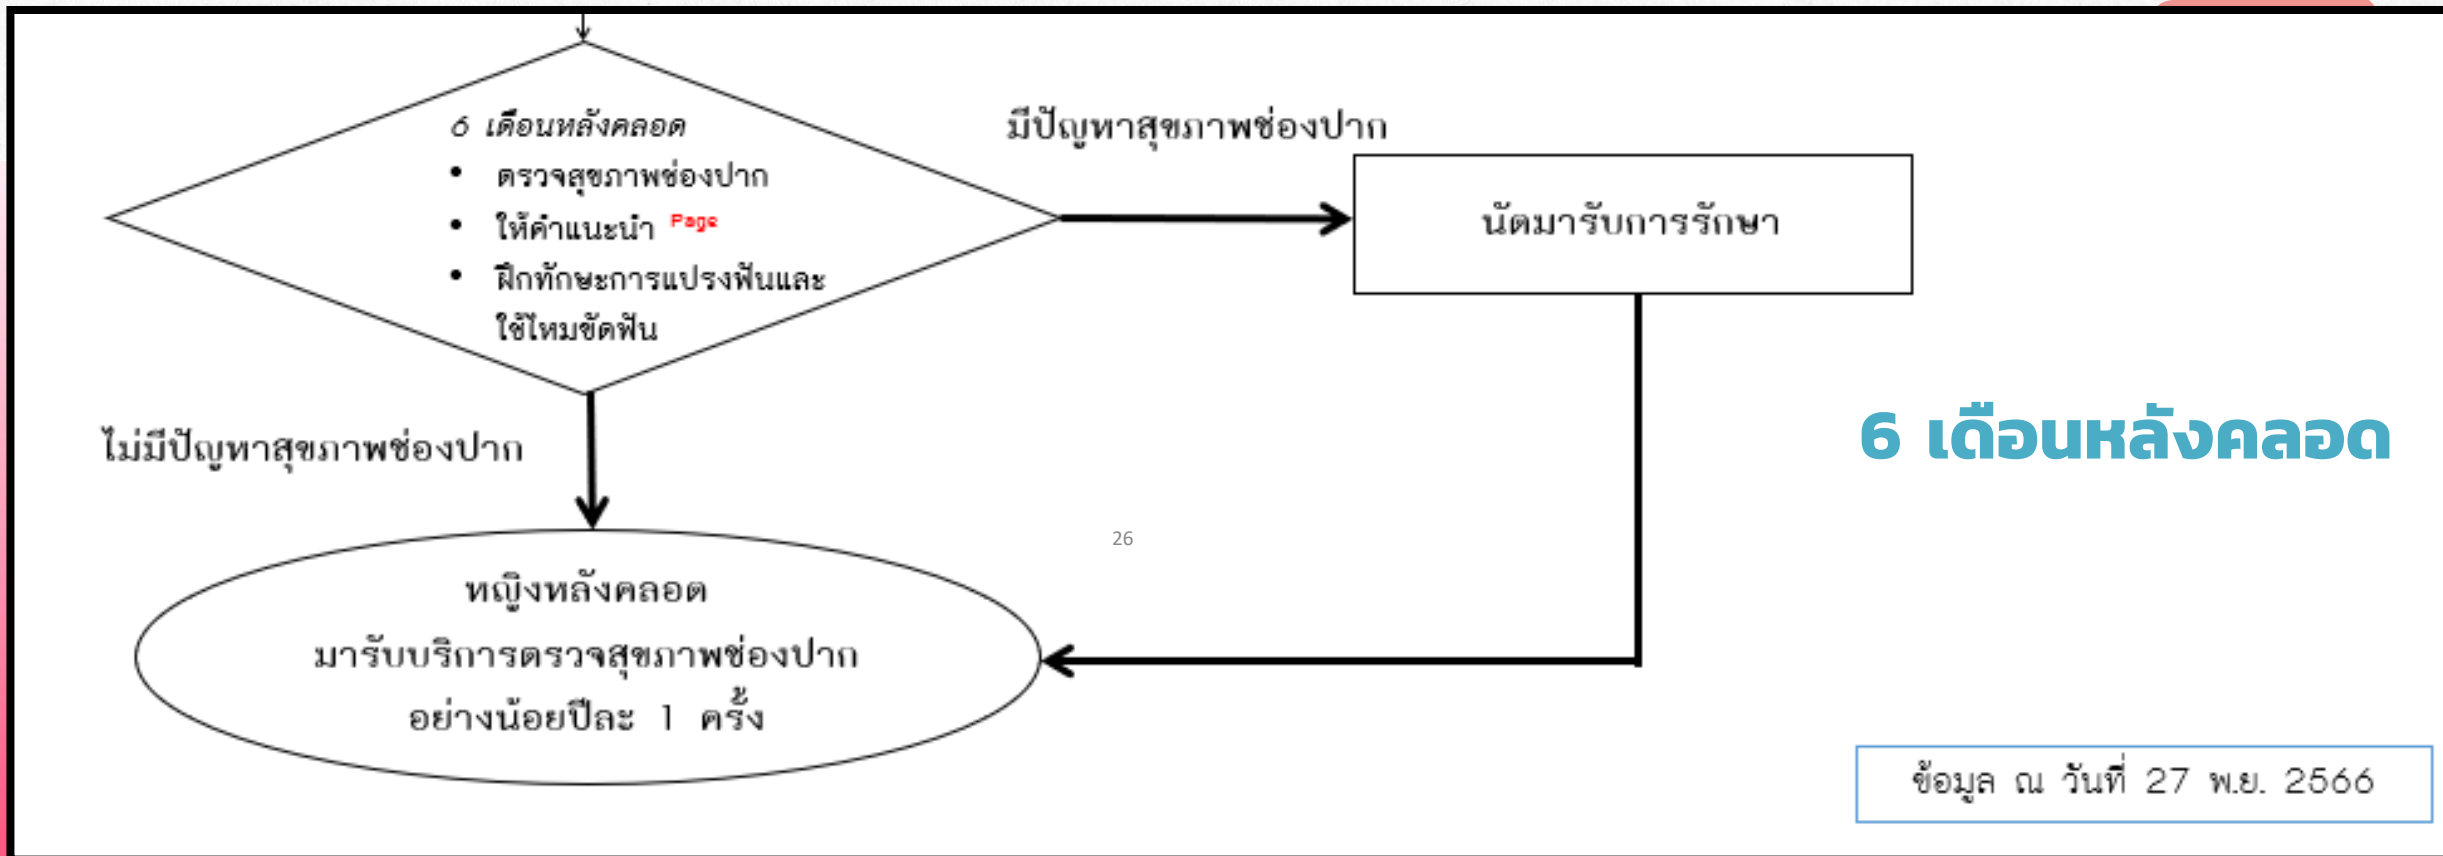 6 เดือนหลังคลอด
• ตรวจสุขภาพช่องปาก
• ให้คำแนะนำ Page
• ฝึกทักษะการแปรงฟันและ
ใช้ไหมขัดฟัน
มีปัญหาสุขภาพช่องปาก
นัดมารับการรักษา
ไม่มีปัญหาสุขภาพช่องปาก
6 เดือนหลังคลอด
26
หญิงหลังคลอด
มารับบริการตรวจสุขภาพช่องปาก
อย่างน้อยปีละ 1 ครั้ง
ข้อมูล ณ วันที่ 27 พ.ย. 2566